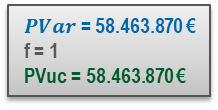 PVar = 58.463.870 €
f = 1
PVuc = 58.463.870 €